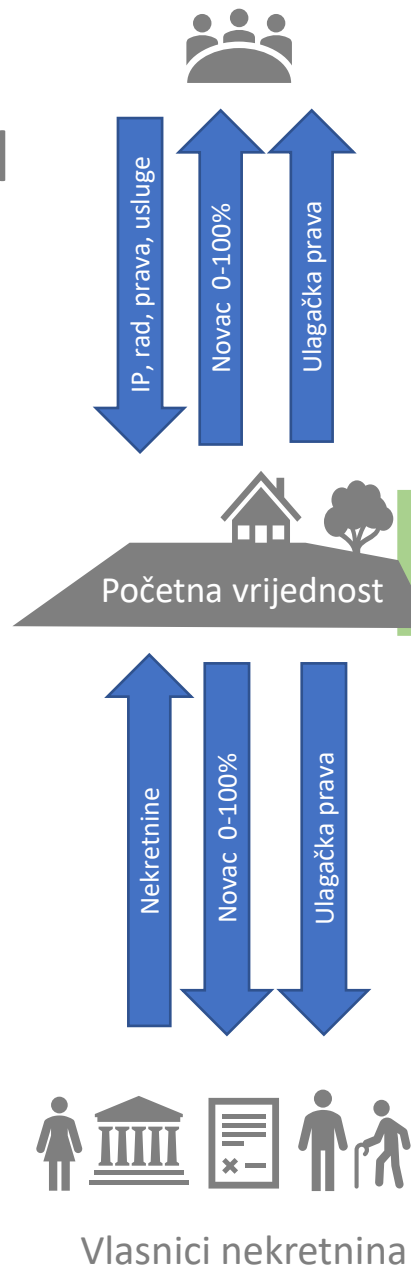 IP, rad, prava, usluge
Novac 0-100%
Ulagačka prava
Početna vrijednost
Nekretnine
Novac 0-100%
Ulagačka prava
Vlasnici nekretnina